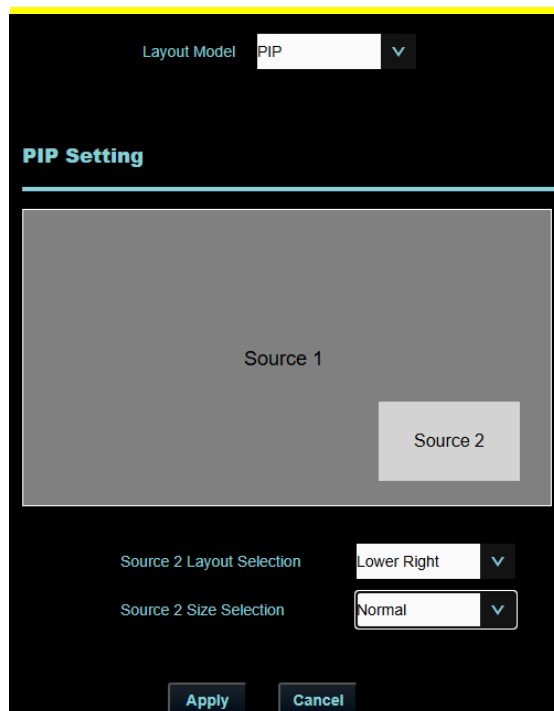 Layout Model PIP
PIP Setting
Source 1
Source 2
Source 2 Layout Selection Lower Right
Source 2 Size Selection Normal
Apply Cancel